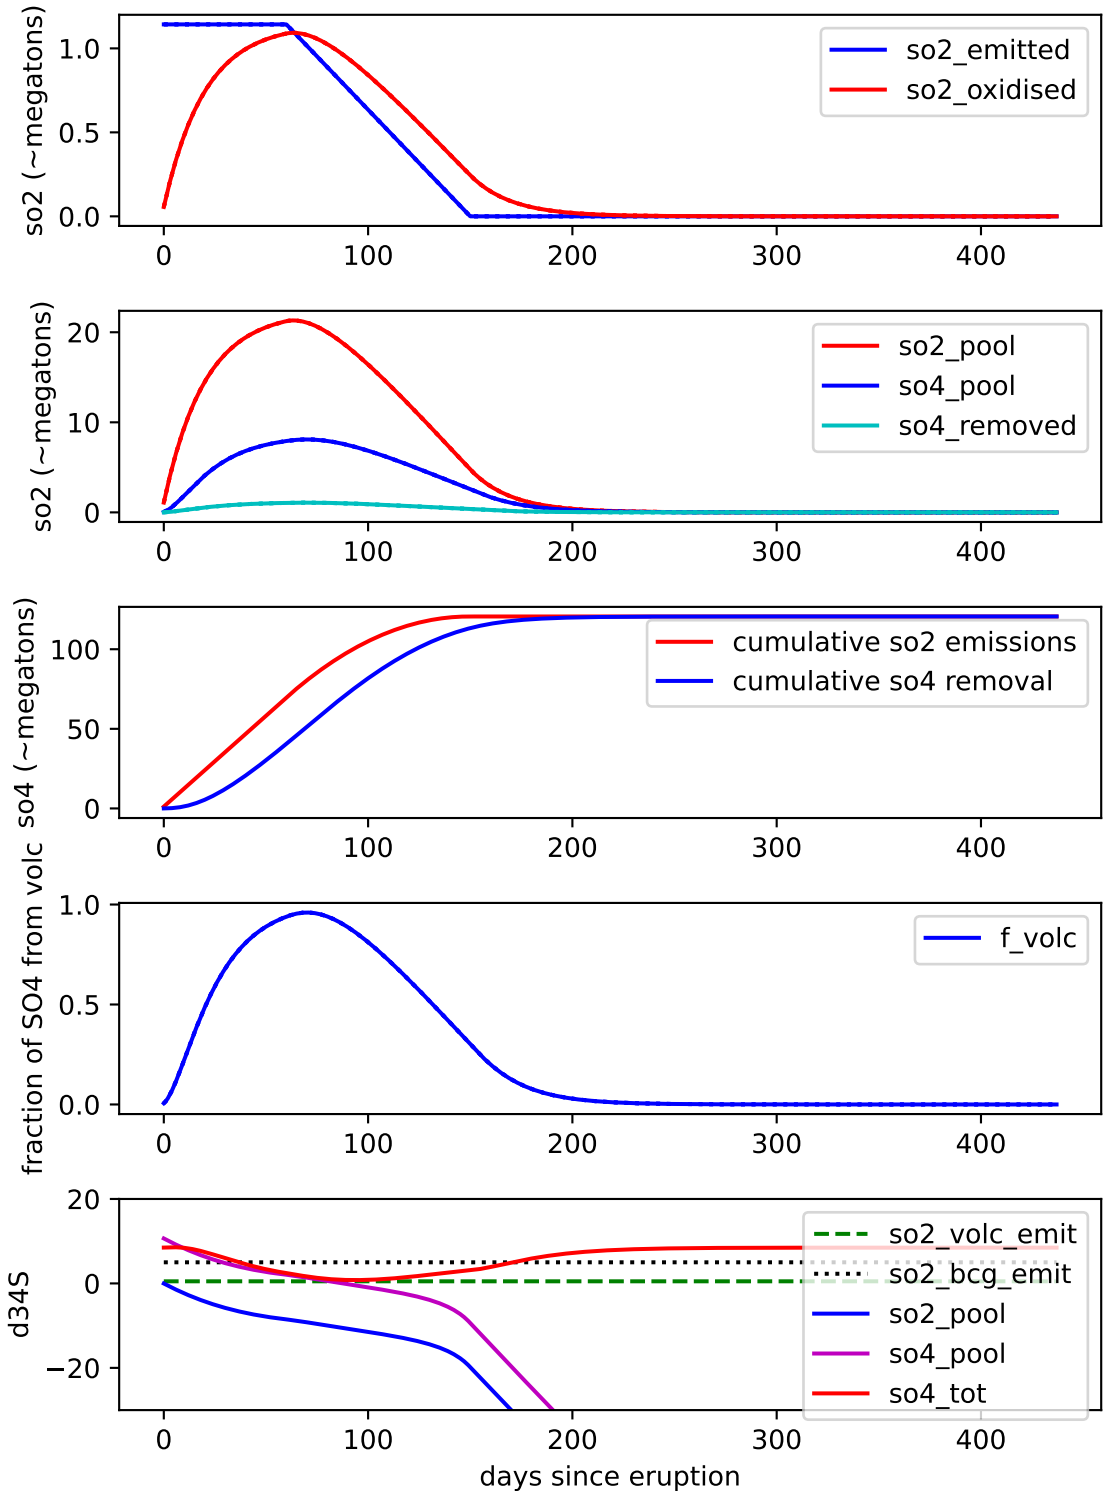 so2 (~megatons)
1.0
0.5
0.0
so2_emitted
so2_oxidised
0 100 200 300 400
so2 (~megatons)
20
10
0
so2_pool
so4_pool
so4_removed
0 100 200 300 400
so4 (~megatons)
100
50
0
cumulative so2 emissions
cumulative so4 removal
0 100 200 300 400
fraction of SO4 from volc
1.0
0.5
0.0
f_volc
0 100 200 300 400
d34S
20
0
−20
so2_volc_emit
so2_bcg_emit
so2_pool
so4_pool
so4_tot
0 100 200 300 400
days since eruption